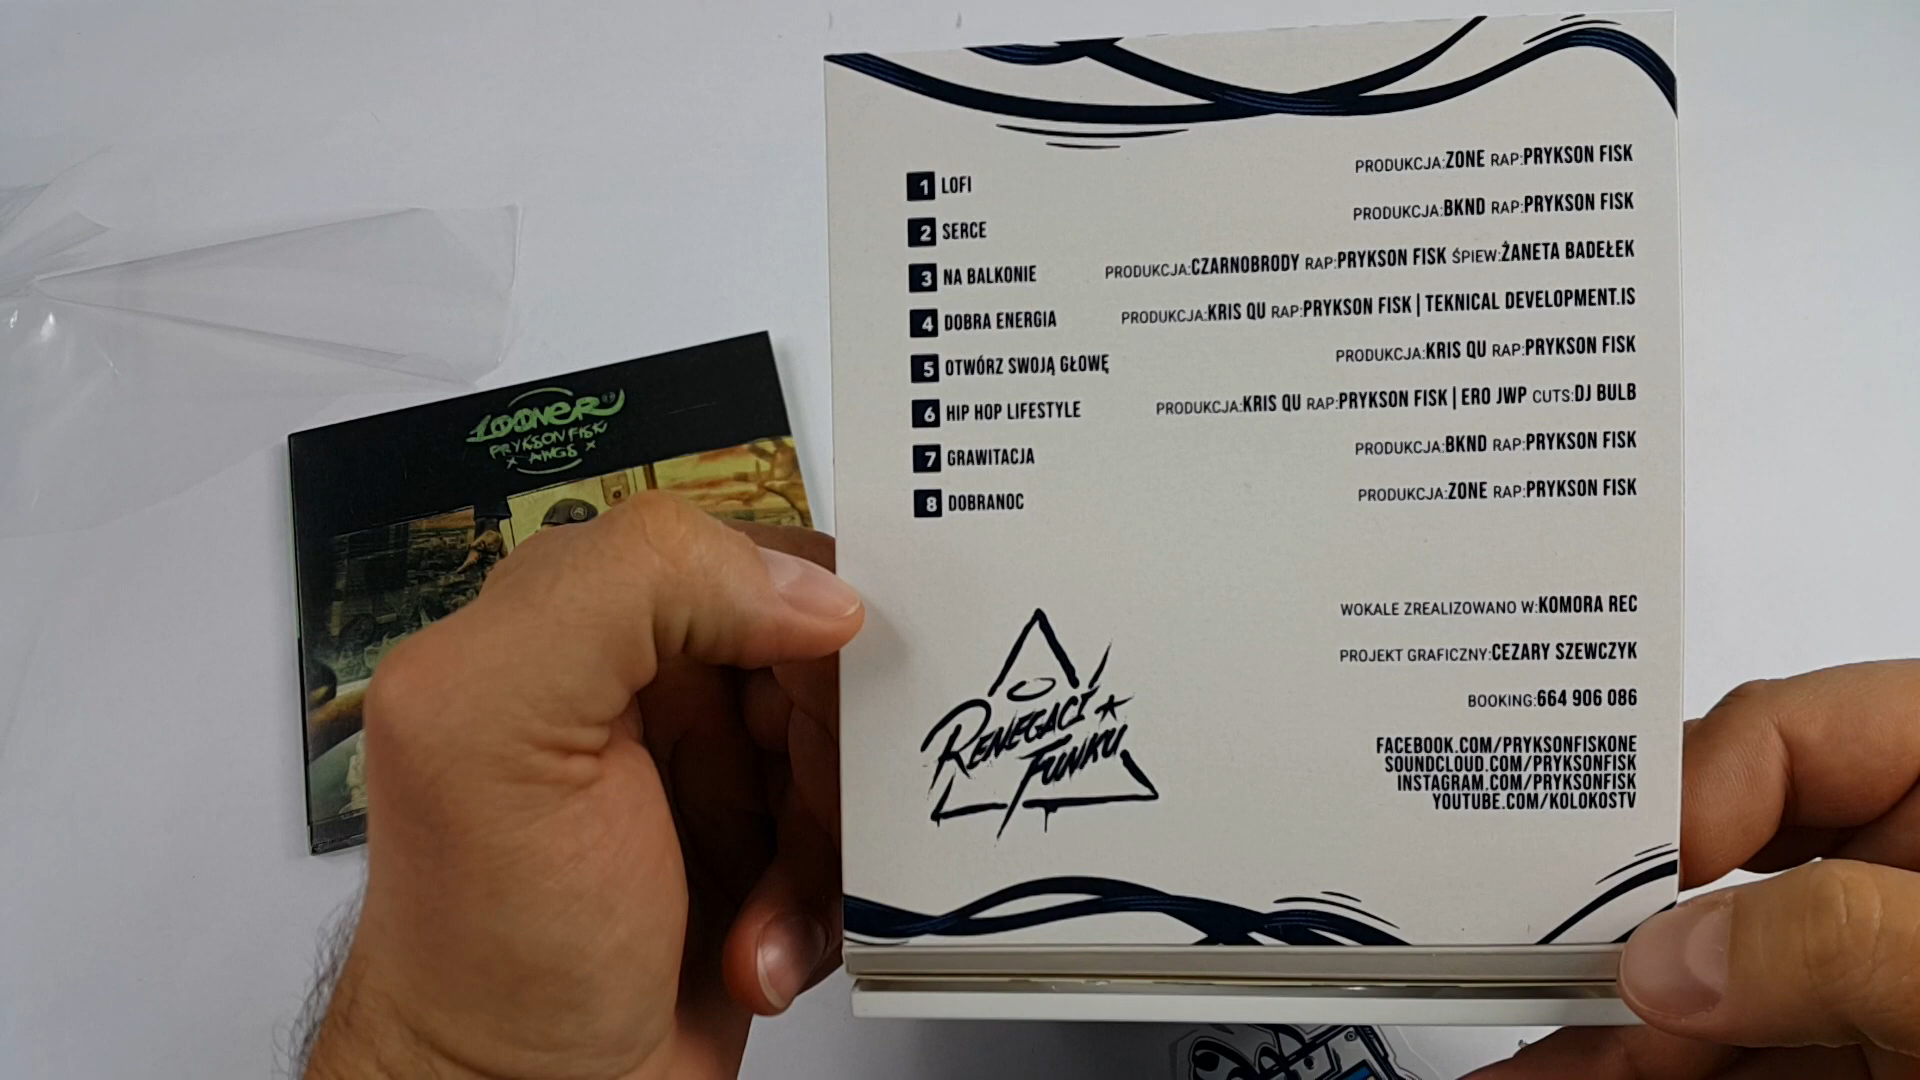 1 LOFI PRODUKCJA:ZONE RAP:PRYKSON FISK
2 SERCE PRODUKCJA:BKND RAP:PRYKSON FISK
3 NA BALKONIE PRODUKCJA:CZARNOBRODY RAP:PRYKSON FISK ŚPIEW:ŻANETA BADEŁEK
4 DOBRA ENERGIA PRODUKCJA:KRIS QU RAP:PRYKSON FISK | TEKNICAL DEVELOPMENT.IS
5 OTWÓRZ SWOJĄ GŁOWĘ PRODUKCJA:KRIS QU RAP:PRYKSON FISK
6 HIP HOP LIFESTYLE PRODUKCJA:KRIS QU RAP:PRYKSON FISK | ERO JWP CUTS:DJ BULB
7 GRAWITACJA PRODUKCJA:BKND RAP:PRYKSON FISK
8 DOBRANOC PRODUKCJA:ZONE RAP:PRYKSON FISK
WOKALE ZREALIZOWANO W:KOMORA REC
PROJEKT GRAFICZNY:CEZARY SZEWCZYK
BOOKING:664 906 086
FACEBOOK.COM/PRYKSONFISKONE
SOUNDCLOUD.COM/PRYKSONFISK
INSTAGRAM.COM/PRYKSONFISK
YOUTUBE.COM/KOLOKOSTV
RENEGACI
FUNKU
LOONER
PRYKSON FISK
AWGS